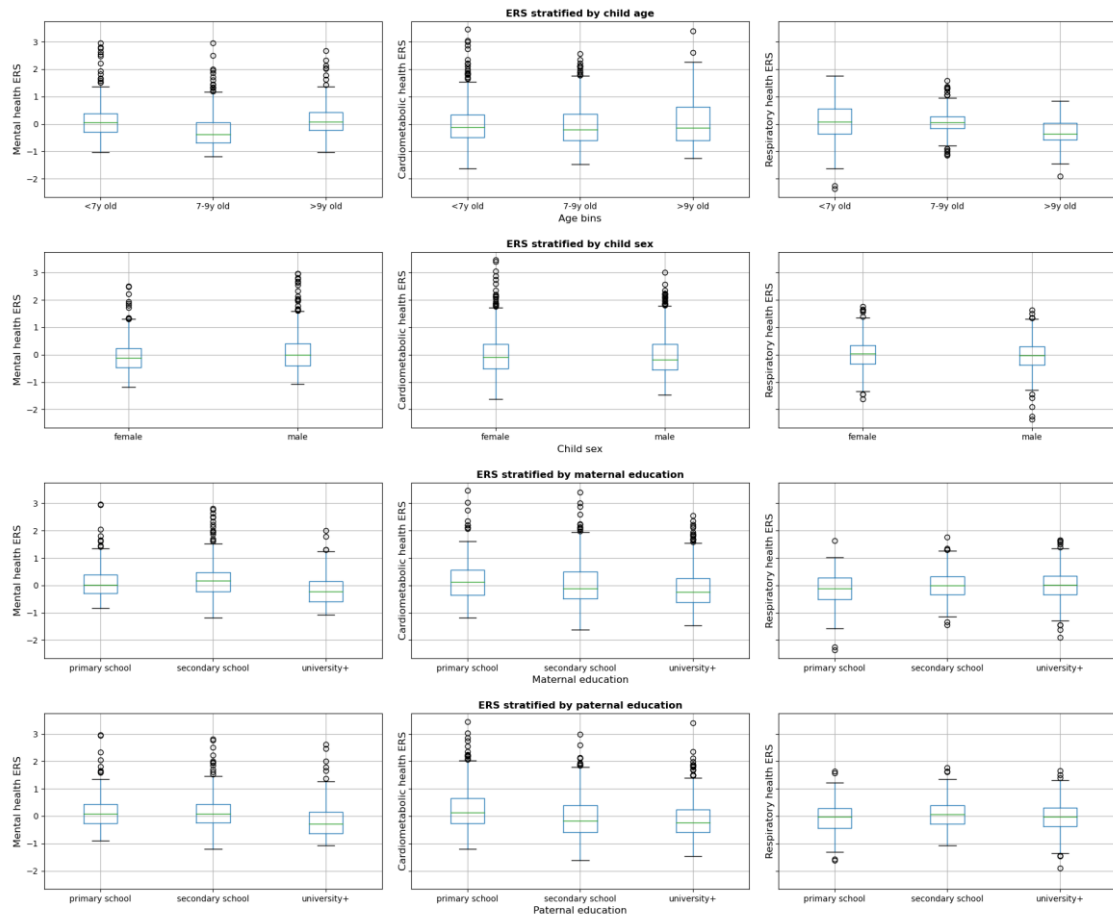 ERS stratified by child age
Mental health ERS
3
2
1
0
−1
−2
<7y old
7-9y old
>9y old
Cardiometabolic health ERS
<7y old
7-9y old
>9y old
Age bins
Respiratory health ERS
<7y old
7-9y old
>9y old
ERS stratified by child sex
Mental health ERS
3
2
1
0
−1
−2
female
male
Cardiometabolic health ERS
female
male
Child sex
Respiratory health ERS
female
male
ERS stratified by maternal education
Mental health ERS
3
2
1
0
−1
−2
primary school
secondary school
university+
Cardiometabolic health ERS
primary school
secondary school
university+
Maternal education
Respiratory health ERS
primary school
secondary school
university+
ERS stratified by paternal education
Mental health ERS
3
2
1
0
−1
−2
primary school
secondary school
university+
Cardiometabolic health ERS
primary school
secondary school
university+
Paternal education
Respiratory health ERS
primary school
secondary school
university+